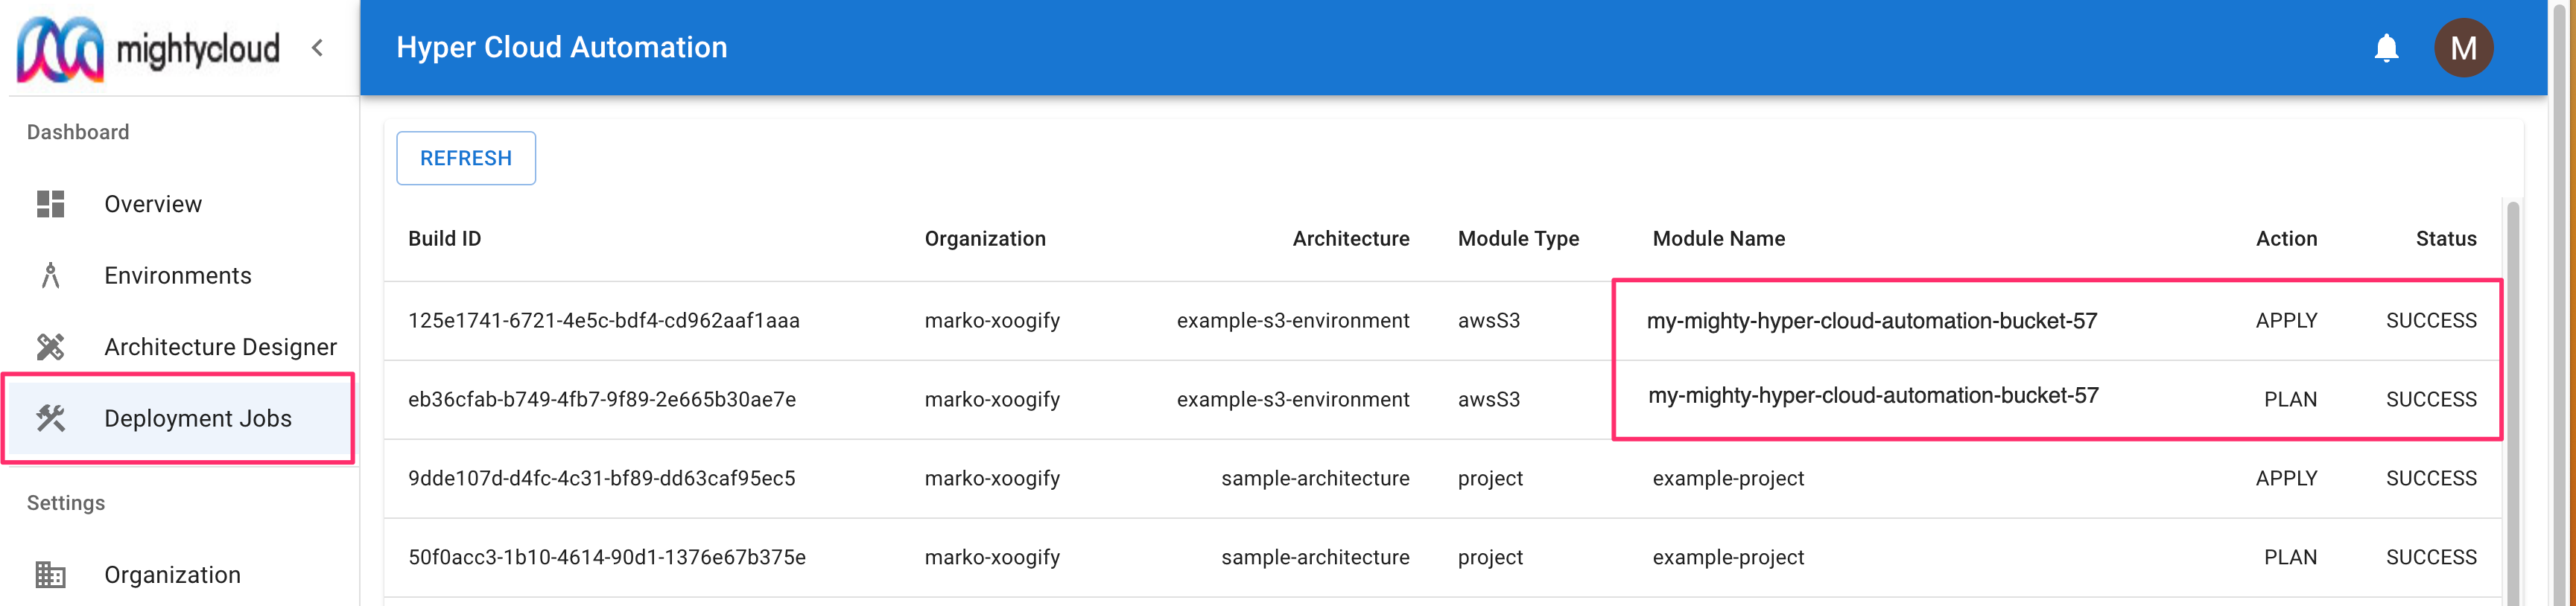 mightycloud
Hyper Cloud Automation
M
Dashboard
Overview
Environments
Architecture Designer
Deployment Jobs
Settings
Organization
REFRESH
Build ID Organization Architecture Module Type Module Name Action Status
125e1741-6721-4e5c-bdf4-cd962aaf1aaa marko-xoogify example-s3-environment awsS3 my-mighty-hyper-cloud-automation-bucket-57 APPLY SUCCESS
eb36cfab-b749-4fb7-9f89-2e665b30ae7e marko-xoogify example-s3-environment awsS3 my-mighty-hyper-cloud-automation-bucket-57 PLAN SUCCESS
9dde107d-d4fc-4c31-bf89-dd63caf95ec5 marko-xoogify sample-architecture project example-project APPLY SUCCESS
50f0acc3-1b10-4614-90d1-1376e67b375e marko-xoogify sample-architecture project example-project PLAN SUCCESS